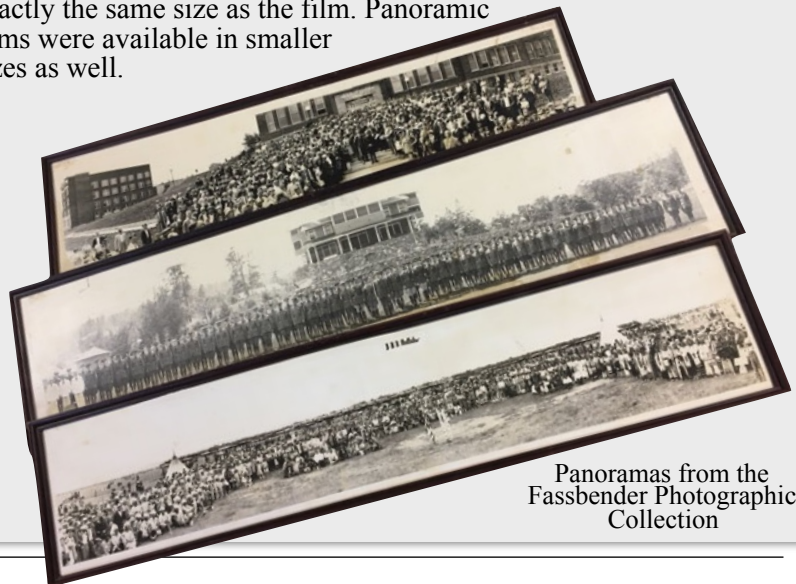 actly the same size as the film. Panoramic
ms were available in smaller
zes as well.
Panoramas from the
Fassbender Photographic
Collection